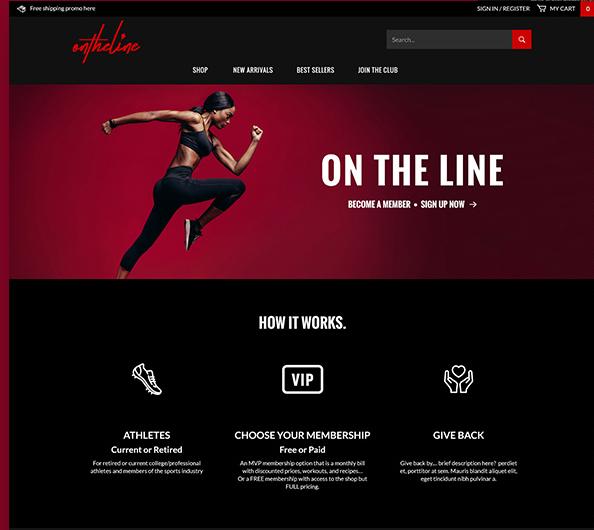 Free shipping promo here
SIGN IN / REGISTER MY CART 0
ontheline
Search...
SHOP NEW ARRIVALS BEST SELLERS JOIN THE CLUB
ON THE LINE
BECOME A MEMBER • SIGN UP NOW →
HOW IT WORKS.
VIP
ATHLETES
Current or Retired
For retired or current college/professional
athletes and members of the sports industry
CHOOSE YOUR MEMBERSHIP
Free or Paid
An MVP membership option that is a monthly bill
with discounted prices, workouts, and recipes...
Or a FREE membership with access to the shop but
FULL pricing.
GIVE BACK
Give back by... brief description here? perdiet
et, porttitor at sem. Mauris blandit aliquet elit,
eget tincidunt nibh pulvinar a.